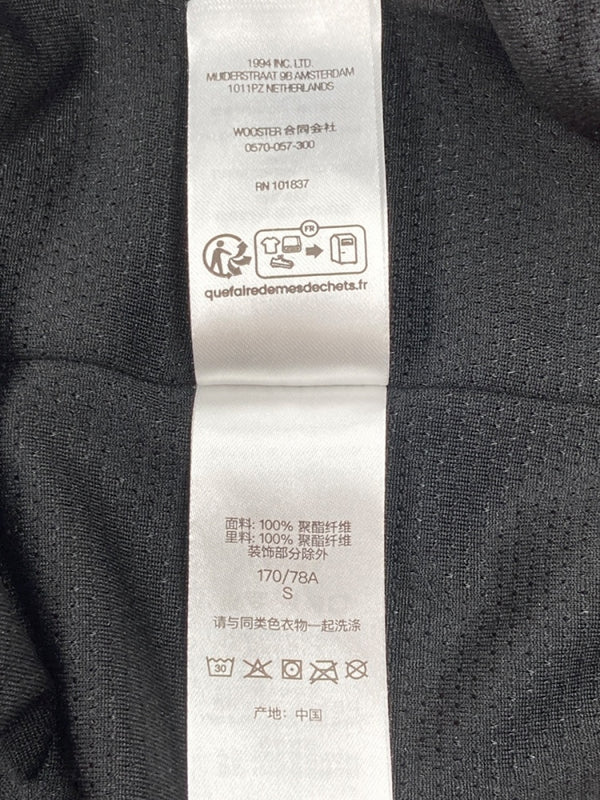 1994 INC. LTD.
MUIDERSTRAAT 9B AMSTERDAM
1011PZ NETHERLANDS
WOOSTER 合同会社
0570-057-300
RN 101837
FR
quefairedemesdechets.fr
面料: 100% 聚酯纤维
里料: 100% 聚酯纤维
装饰部分除外
170/78A
S
请与同类色衣物一起洗涤
30
产地: 中国